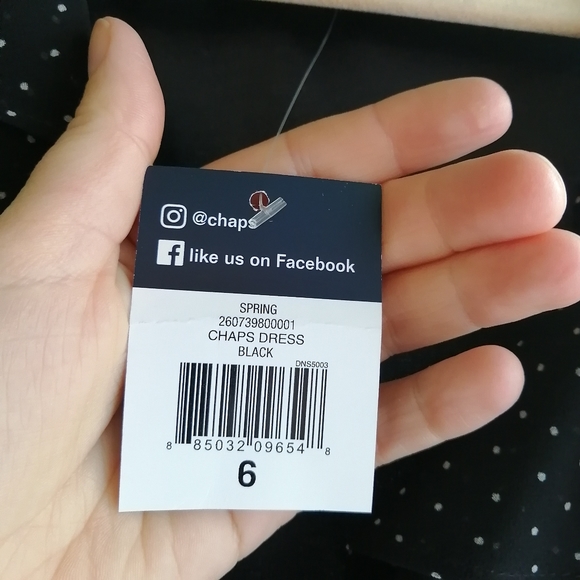 @chaps
like us on Facebook
SPRING
260739800001
CHAPS DRESS
BLACK
DNS5003
8 85032 09654 8
6